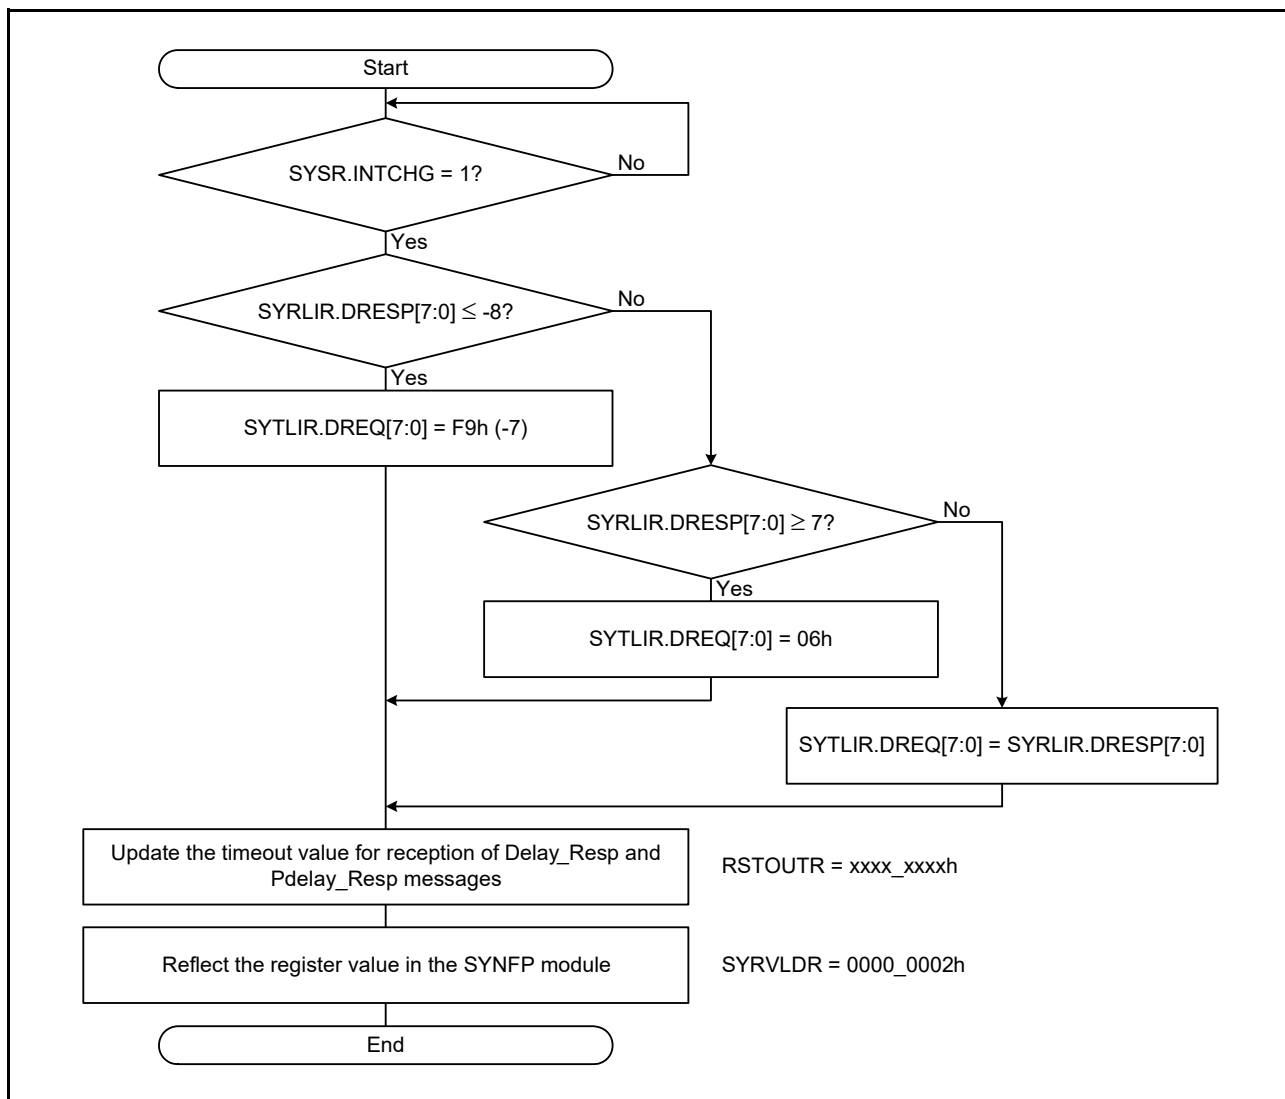 Start
SYSR.INTCHG = 1?
No
Yes
SYRLIR.DRESP[7:0] ≤ -8?
No
Yes
SYTLIR.DREQ[7:0] = F9h (-7)
SYRLIR.DRESP[7:0] ≥ 7?
No
Yes
SYTLIR.DREQ[7:0] = 06h
SYTLIR.DREQ[7:0] = SYRLIR.DRESP[7:0]
Update the timeout value for reception of Delay_Resp and
Pdelay_Resp messages
RSTOUTR = xxxx_xxxxh
Reflect the register value in the SYNFP module
SYRVLDR = 0000_0002h
End